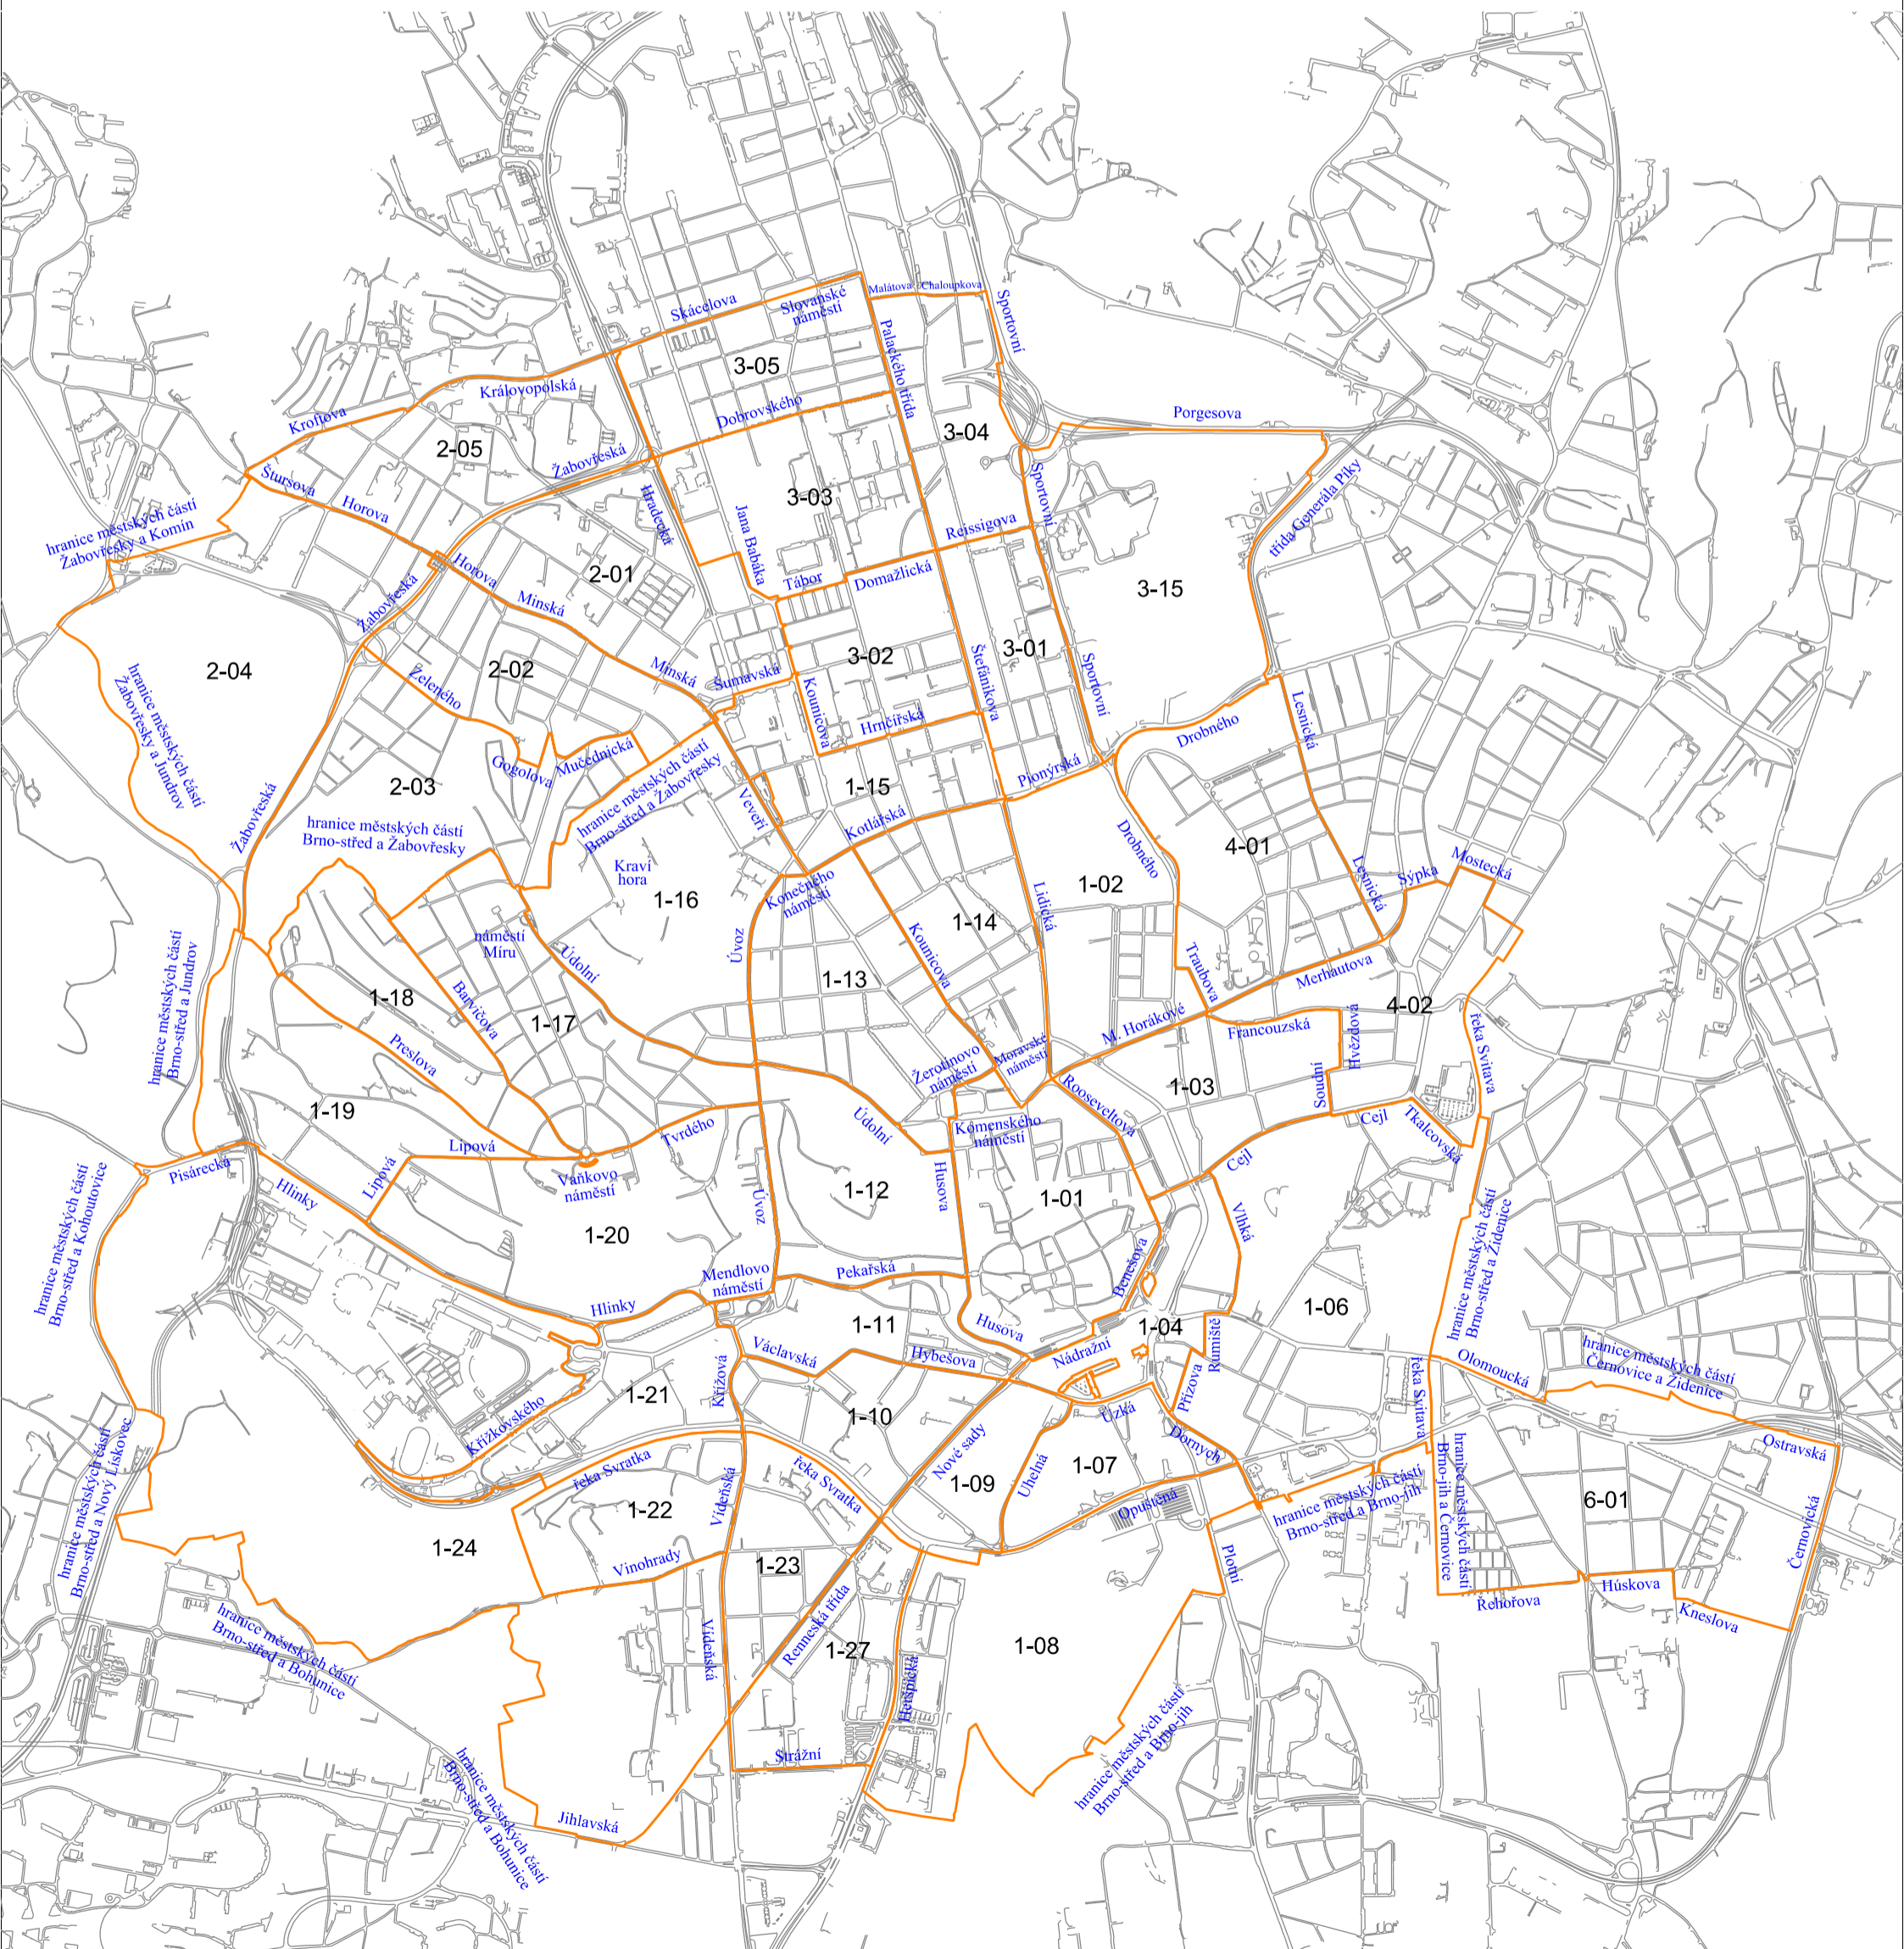 Skácelova
Slovanské
náměstí
Malátova
Chaloupkova
Sportovní
Palackého třída
3-05
Královopolská
Kroftova
Dobrovského
3-04
Porgesova
2-05
Žabovřeská
Štursova
Horova
Hradecká
3-03
Sportovní
třída Generála Píky
hranice městských částí
Žabovřesky a Komín
Jana Babáka
Reissigova
Horova
2-01
Tábor
Domažlická
3-15
Žabovřeská
Minská
2-04
2-02
Minská
3-02
Štefánikova
3-01
Sportovní
hranice městských částí
Žabovřesky a Jundrov
Zeleného
Šumavská
Kounicova
Hrnčířská
Lesnická
Drobného
Gogolova
Mučednická
2-03
hranice městských částí
Brno-střed a Žabovřesky
Veveří
1-15
Pionýrská
Žabovřeská
hranice městských částí
Brno-střed a Žabovřesky
Kotlářská
Drobného
4-01
Kraví
hora
1-16
Konečného
náměstí
1-02
Lesnická
Sýpka
Mostecká
náměstí
Míru
Údolní
Úvoz
Kounicova
1-14
Lidická
hranice městských částí
Brno-střed a Jundrov
1-18
Barvičova
1-17
1-13
Traubova
Merhautova
4-02
Preslova
M. Horákové
Francouzská
Hvězdova
řeka Svitava
Žerotínovo
náměstí
Moravské
náměstí
1-03
Soudní
1-19
Rooseveltova
Údolní
Komenského
náměstí
Cejl
Tkalcovská
Lipová
Tvrdého
Pisárecká
Hlinky
Lipová
Vaňkovo
náměstí
Husova
Cejl
hranice městských částí
Brno-střed a Kohoutovice
1-12
1-01
Úvoz
1-20
Vlhká
hranice městských částí
Brno-střed a Židenice
Mendlovo
náměstí
Pekařská
Benešova
Hlinky
1-11
Husova
1-04
1-06
Rumiště
Václavská
Hybešova
Nádražní
hranice městských částí
Černovice a Židenice
Olomoucká
řeka Svitava
Křížová
1-21
Přízova
Křížkovského
1-10
Úzká
Dornych
Ostravská
hranice městských částí
Brno-střed a Nový Lískovec
řeka Svratka
řeka Svratka
Nové sady
1-09
Uhelná
1-07
hranice městských částí
Brno-jih a Černovice
1-22
Vídeňská
Opuštěná
hranice městských částí
Brno-střed a Brno-jih
6-01
Černovická
1-24
Vinohrady
1-23
Plotní
Řehořova
Húskova
Kneslova
hranice městských částí
Brno-střed a Bohunice
Vídeňská
Renneská třída
1-27
1-08
Heršpická
hranice městských částí
Brno-střed a Brno-jih
Strážní
hranice městských částí
Brno-střed a Bohunice
Jihlavská